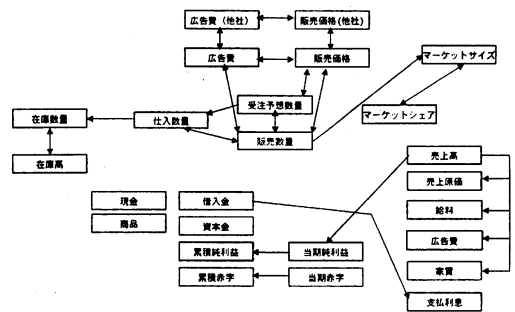 広告費（他社）
販売価格(他社)
広告費
販売価格
マーケットサイズ
受注予想数量
マーケットシェア
在庫数量
仕入数量
販売数量
在庫高
売上高
売上原価
現金
借入金
給料
商品
資本金
広告費
累積純利益
当期純利益
家賃
累積赤字
当期赤字
支払利息